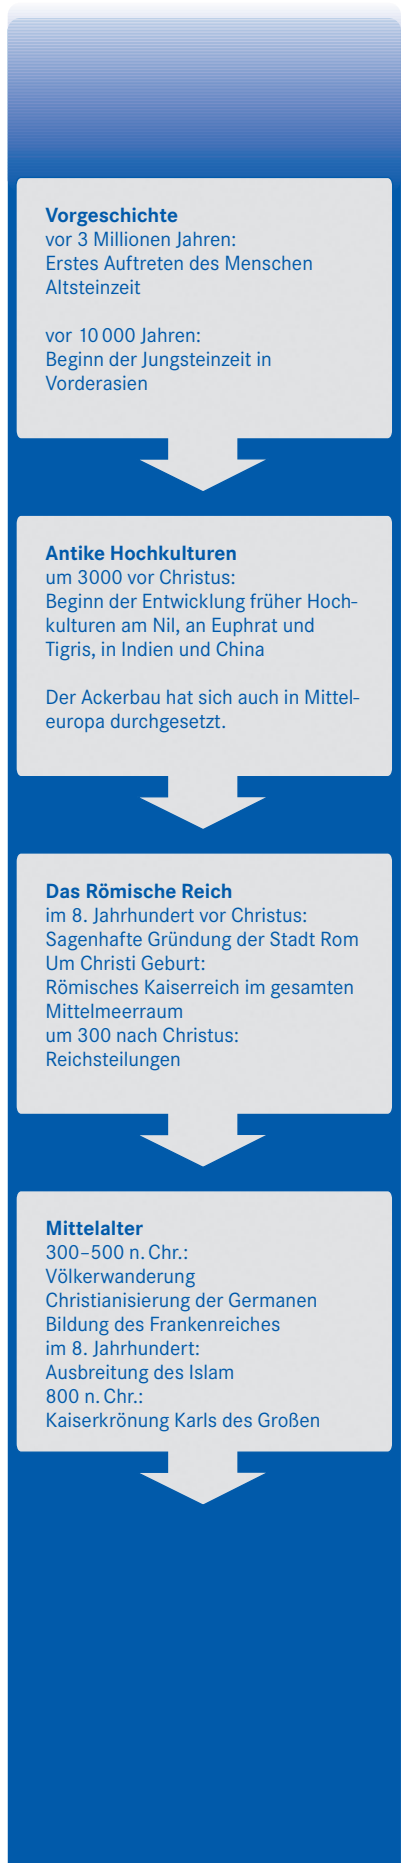 Vorgeschichte
vor 3 Millionen Jahren:
Erstes Auftreten des Menschen
Altsteinzeit
vor 10 000 Jahren:
Beginn der Jungsteinzeit in
Vorderasien
Antike Hochkulturen
um 3000 vor Christus:
Beginn der Entwicklung früher Hoch-
kulturen am Nil, an Euphrat und
Tigris, in Indien und China
Der Ackerbau hat sich auch in Mittel-
europa durchgesetzt.
Das Römische Reich
im 8. Jahrhundert vor Christus:
Sagenhafte Gründung der Stadt Rom
Um Christi Geburt:
Römisches Kaiserreich im gesamten
Mittelmeerraum
um 300 nach Christus:
Reichsteilungen
Mittelalter
300–500 n. Chr.:
Völkerwanderung
Christianisierung der Germanen
Bildung des Frankenreiches
im 8. Jahrhundert:
Ausbreitung des Islam
800 n. Chr.:
Kaiserkrönung Karls des Großen